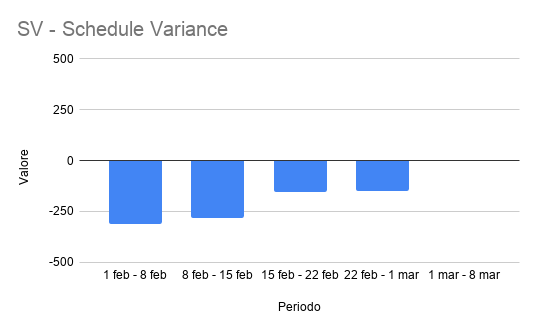 SV - Schedule Variance
500
250
0
-250
-500
Valore
1 feb - 8 feb
8 feb - 15 feb
15 feb - 22 feb
22 feb - 1 mar
1 mar - 8 mar
Periodo